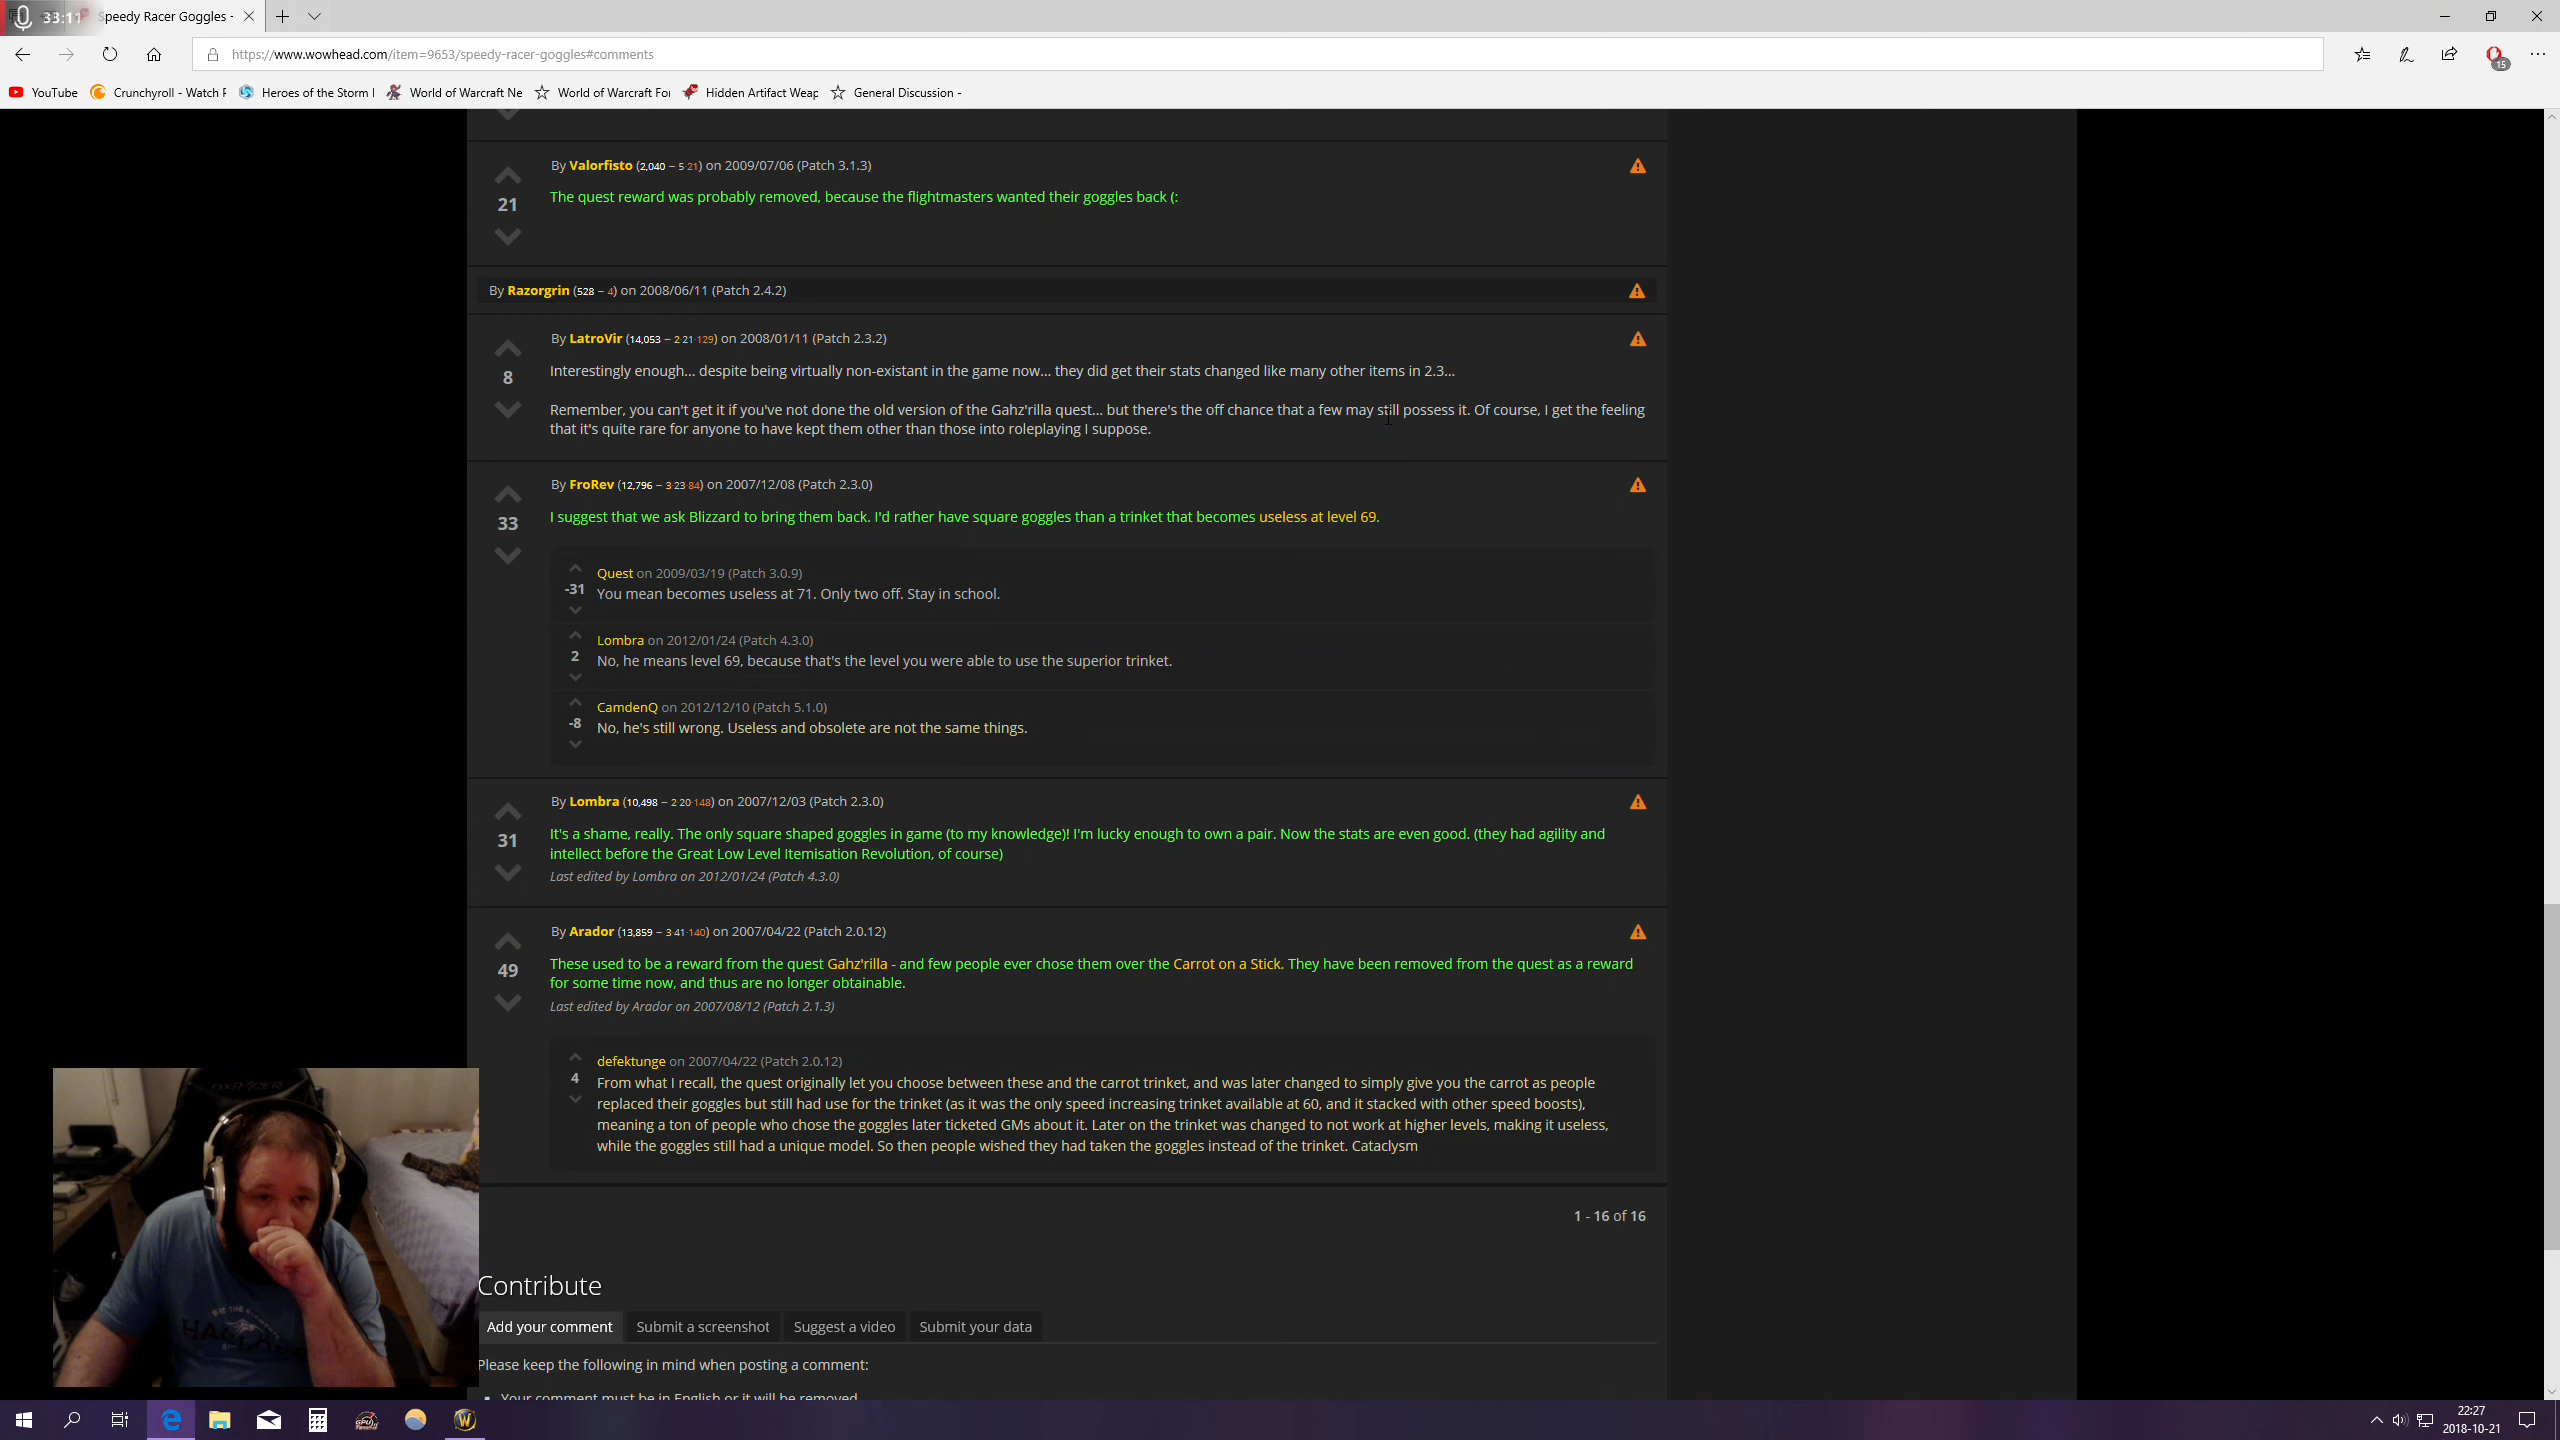 33:11
Speedy Racer Goggles -
https://www.wowhead.com/item=9653/speedy-racer-goggles#comments
15
YouTube
Crunchyroll - Watch F
Heroes of the Storm
World of Warcraft Ne
World of Warcraft For
Hidden Artifact Weap
General Discussion -
By Valorfisto (2,040 – 5·21) on 2009/07/06 (Patch 3.1.3)
21
The quest reward was probably removed, because the flightmasters wanted their goggles back (:
By Razorgrin (528 – 4) on 2008/06/11 (Patch 2.4.2)
By LatroVir (14,053 – 2·21·129) on 2008/01/11 (Patch 2.3.2)
8
Interestingly enough... despite being virtually non-existant in the game now... they did get their stats changed like many other items in 2.3...
Remember, you can't get it if you've not done the old version of the Gahz'rilla quest... but there's the off chance that a few may still possess it. Of course, I get the feeling
that it's quite rare for anyone to have kept them other than those into roleplaying I suppose.
By FroRev (12,796 – 3·23·84) on 2007/12/08 (Patch 2.3.0)
33
I suggest that we ask Blizzard to bring them back. I'd rather have square goggles than a trinket that becomes useless at level 69.
Quest on 2009/03/19 (Patch 3.0.9)
-31
You mean becomes useless at 71. Only two off. Stay in school.
Lombra on 2012/01/24 (Patch 4.3.0)
2
No, he means level 69, because that's the level you were able to use the superior trinket.
CamdenQ on 2012/12/10 (Patch 5.1.0)
-8
No, he's still wrong. Useless and obsolete are not the same things.
By Lombra (10,498 – 2·20·148) on 2007/12/03 (Patch 2.3.0)
31
It's a shame, really. The only square shaped goggles in game (to my knowledge)! I'm lucky enough to own a pair. Now the stats are even good. (they had agility and
intellect before the Great Low Level Itemisation Revolution, of course)
Last edited by Lombra on 2012/01/24 (Patch 4.3.0)
By Arador (13,859 – 3·41·140) on 2007/04/22 (Patch 2.0.12)
49
These used to be a reward from the quest Gahz'rilla - and few people ever chose them over the Carrot on a Stick. They have been removed from the quest as a reward
for some time now, and thus are no longer obtainable.
Last edited by Arador on 2007/08/12 (Patch 2.1.3)
defektunge on 2007/04/22 (Patch 2.0.12)
4
From what I recall, the quest originally let you choose between these and the carrot trinket, and was later changed to simply give you the carrot as people
replaced their goggles but still had use for the trinket (as it was the only speed increasing trinket available at 60, and it stacked with other speed boosts),
meaning a ton of people who chose the goggles later ticketed GMs about it. Later on the trinket was changed to not work at higher levels, making it useless,
while the goggles still had a unique model. So then people wished they had taken the goggles instead of the trinket. Cataclysm
1 - 16 of 16
Contribute
Add your comment
Submit a screenshot
Suggest a video
Submit your data
Please keep the following in mind when posting a comment:
Your comment must be in English or it will be removed.
22:27
2018-10-21